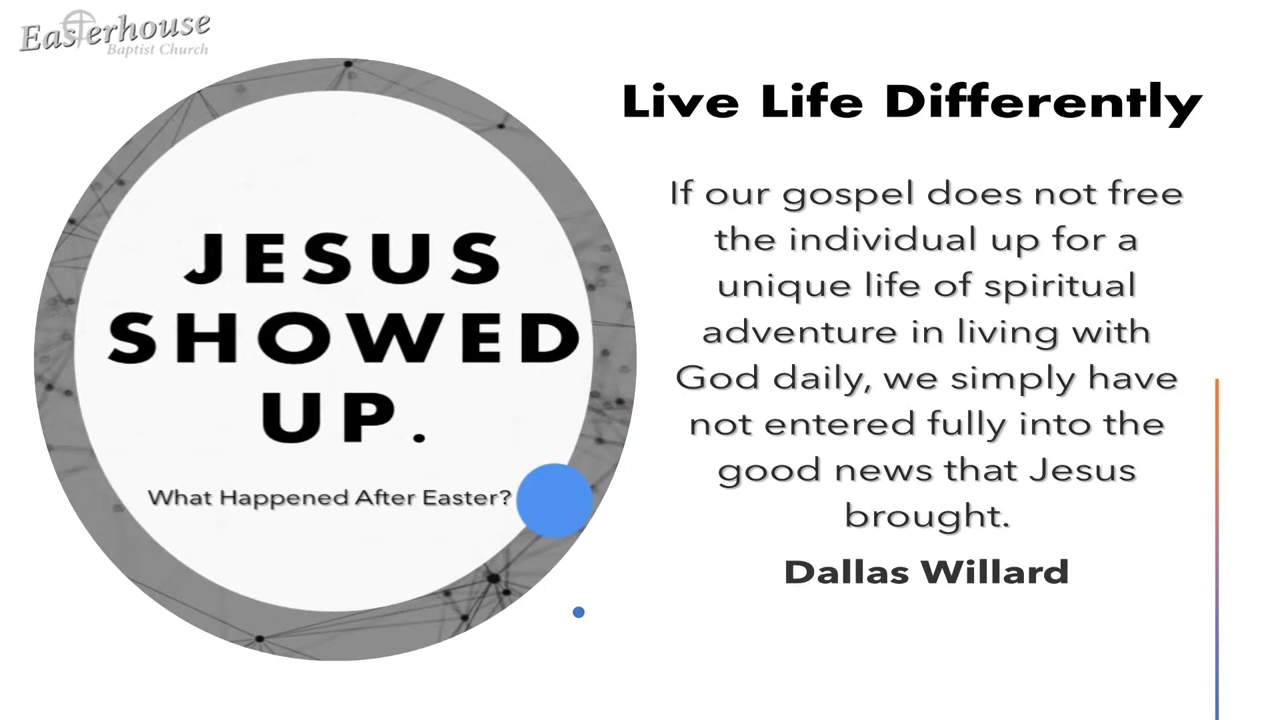 Easterhouse
Baptist Church
JESUS
SHOWED
UP.
What Happened After Easter?
Live Life Differently
If our gospel does not free
the individual up for a
unique life of spiritual
adventure in living with
God daily, we simply have
not entered fully into the
good news that Jesus
brought.
Dallas Willard